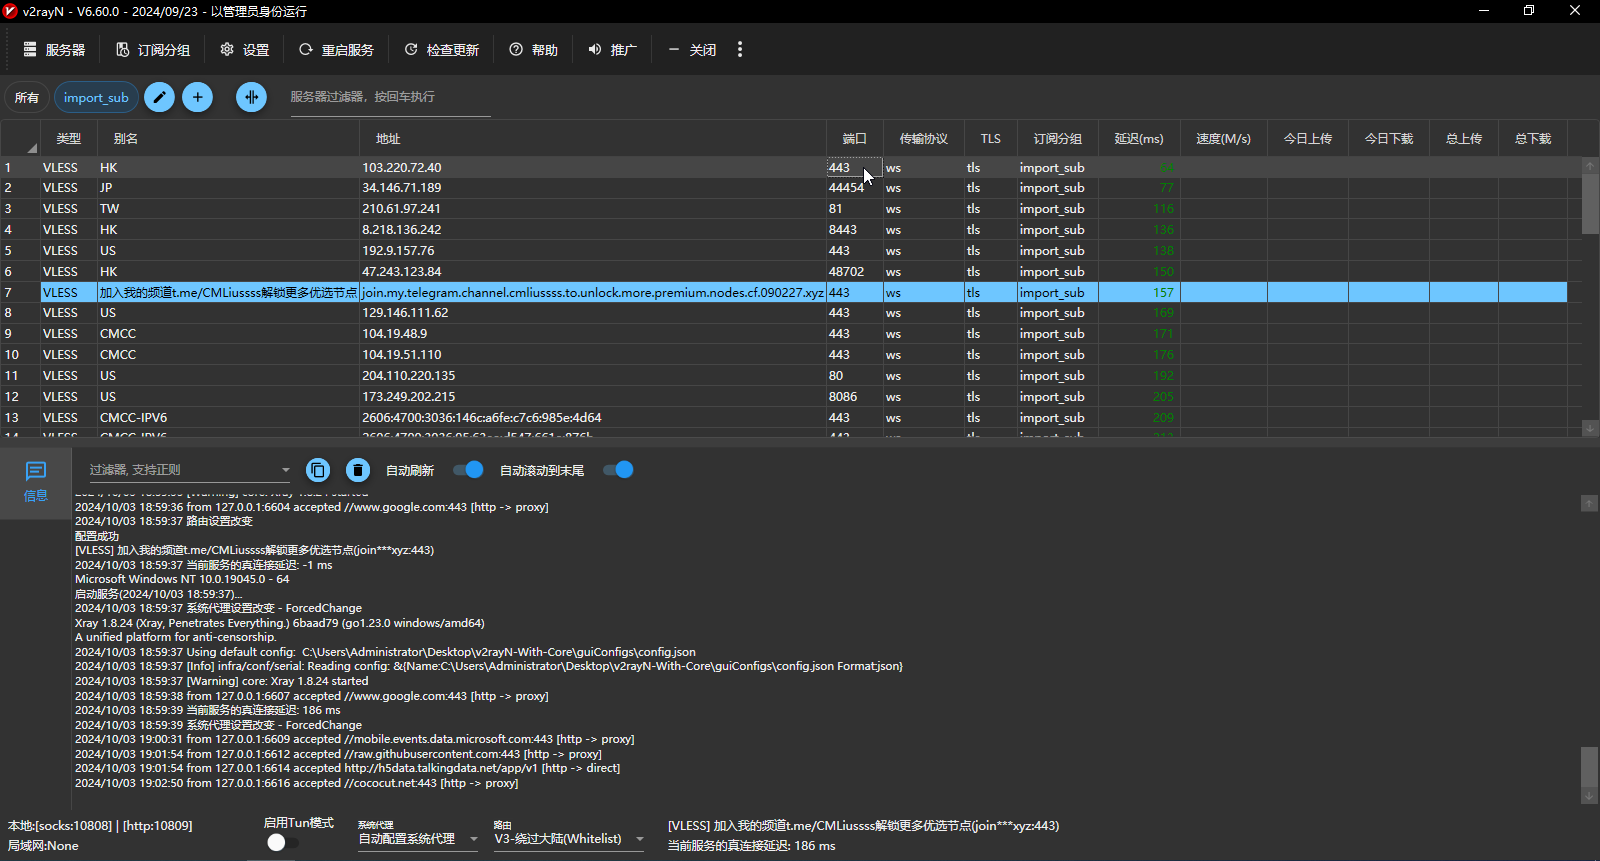 v2rayN - V6.60.0 - 2024/09/23 - 以管理员身份运行
服务器 订阅分组 设置 重启服务 检查更新 帮助 推广 关闭
所有 import_sub 服务器过滤器，按回车执行
类型 别名 地址 端口 传输协议 TLS 订阅分组 延迟(ms) 速度(M/s) 今日上传 今日下载 总上传 总下载
1 VLESS HK 103.220.72.40 443 ws tls import_sub 64
2 VLESS JP 34.146.71.189 44454 ws tls import_sub 77
3 VLESS TW 210.61.97.241 81 ws tls import_sub 116
4 VLESS HK 8.218.136.242 8443 ws tls import_sub 136
5 VLESS US 192.9.157.76 443 ws tls import_sub 138
6 VLESS HK 47.243.123.84 48702 ws tls import_sub 150
7 VLESS 加入我的频道t.me/CMLiussss解锁更多优选节点 join.my.telegram.channel.cmliussss.to.unlock.more.premium.nodes.cf.090227.xyz 443 ws tls import_sub 157
8 VLESS US 129.146.111.62 443 ws tls import_sub 169
9 VLESS CMCC 104.19.48.9 443 ws tls import_sub 171
10 VLESS CMCC 104.19.51.110 443 ws tls import_sub 176
11 VLESS US 204.110.220.135 80 ws tls import_sub 192
12 VLESS US 173.249.202.215 8086 ws tls import_sub 205
13 VLESS CMCC-IPV6 2606:4700:3036:146c:a6fe:c7c6:985e:4d64 443 ws tls import_sub 209
14 VLESS CMCC-IPV6 443 ws tls import_sub
信息
过滤器, 支持正则 自动刷新 自动滚动到末尾
2024/10/03 18:59:35 [Warning] core: Xray 1.8.24 started
2024/10/03 18:59:36 from 127.0.0.1:6604 accepted //www.google.com:443 [http -> proxy]
2024/10/03 18:59:37 路由设置改变
配置成功
[VLESS] 加入我的频道t.me/CMLiussss解锁更多优选节点(join***xyz:443)
2024/10/03 18:59:37 当前服务的真连接延迟: -1 ms
Microsoft Windows NT 10.0.19045.0 - 64
启动服务(2024/10/03 18:59:37)...
2024/10/03 18:59:37 系统代理设置改变 - ForcedChange
Xray 1.8.24 (Xray, Penetrates Everything.) 6baad79 (go1.23.0 windows/amd64)
A unified platform for anti-censorship.
2024/10/03 18:59:37 Using default config: C:\Users\Administrator\Desktop\v2rayN-With-Core\guiConfigs\config.json
2024/10/03 18:59:37 [Info] infra/conf/serial: Reading config: &{Name:C:\Users\Administrator\Desktop\v2rayN-With-Core\guiConfigs\config.json Format:json}
2024/10/03 18:59:37 [Warning] core: Xray 1.8.24 started
2024/10/03 18:59:38 from 127.0.0.1:6607 accepted //www.google.com:443 [http -> proxy]
2024/10/03 18:59:39 当前服务的真连接延迟: 186 ms
2024/10/03 18:59:39 系统代理设置改变 - ForcedChange
2024/10/03 19:00:31 from 127.0.0.1:6609 accepted //mobile.events.data.microsoft.com:443 [http -> proxy]
2024/10/03 19:01:54 from 127.0.0.1:6612 accepted //raw.githubusercontent.com:443 [http -> proxy]
2024/10/03 19:01:54 from 127.0.0.1:6614 accepted http://h5data.talkingdata.net/app/v1 [http -> direct]
2024/10/03 19:02:50 from 127.0.0.1:6616 accepted //cococut.net:443 [http -> proxy]
本地:[socks:10808] | [http:10809]
局域网:None
启用Tun模式
系统代理
自动配置系统代理
路由
V3-绕过大陆(Whitelist)
[VLESS] 加入我的频道t.me/CMLiussss解锁更多优选节点(join***xyz:443)
当前服务的真连接延迟: 186 ms